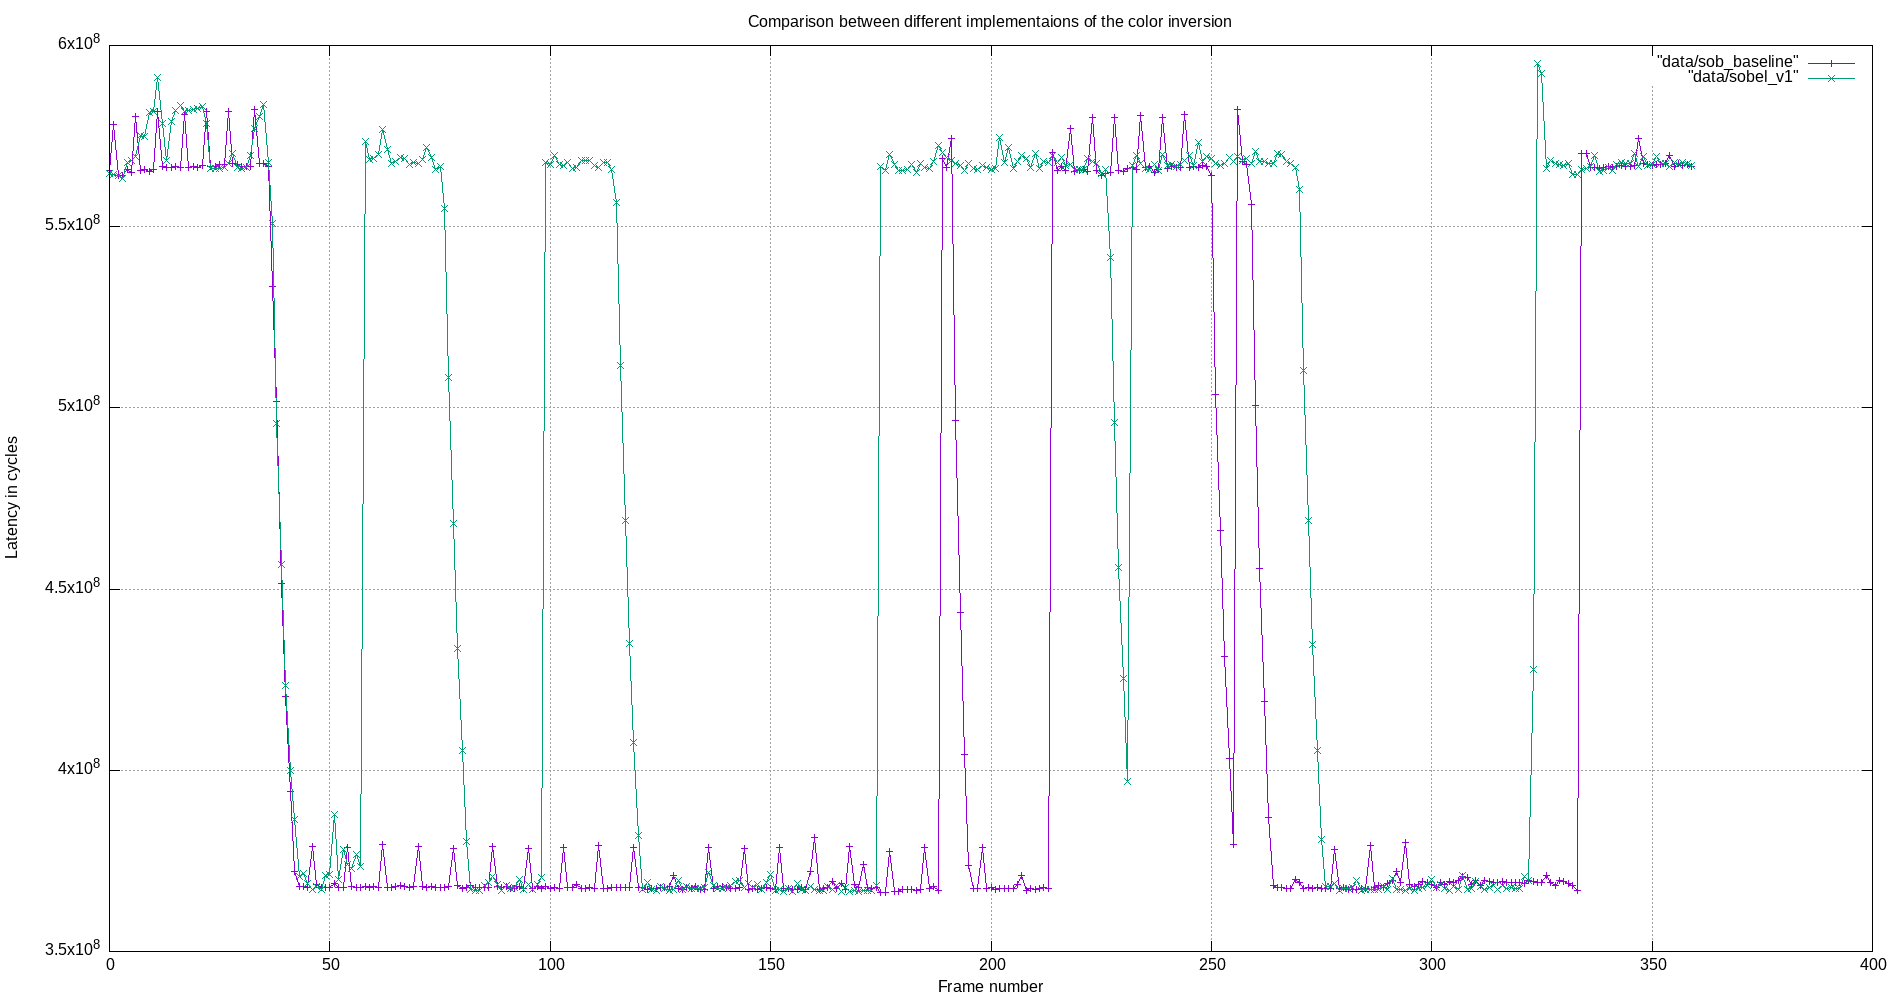 Comparison between different implementaions of the color inversion
6x10^8
5.5x10^8
5x10^8
4.5x10^8
4x10^8
3.5x10^8
Latency in cycles
"data/sob_baseline"
"data/sobel_v1"
0 50 100 150 200 250 300 350 400
Frame number